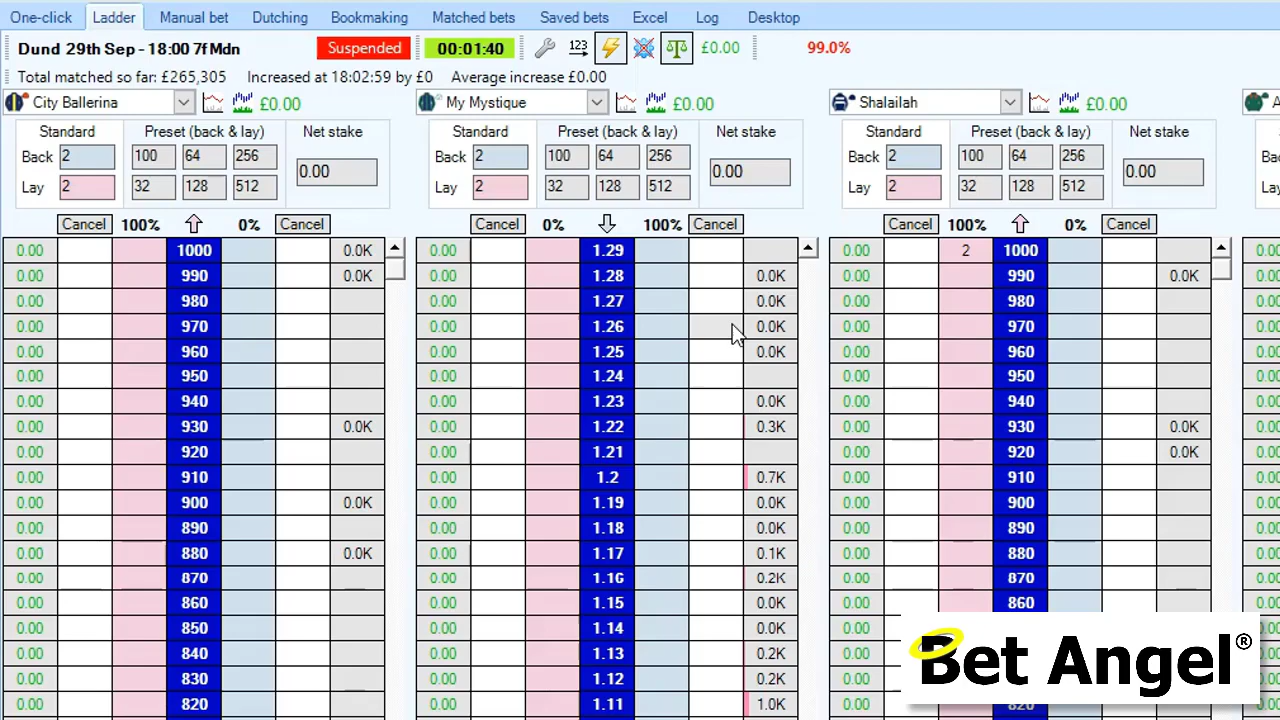 One-click Ladder Manual bet Dutching Bookmaking Matched bets Saved bets Excel Log Desktop
Dund 29th Sep - 18:00 7f Mdn Suspended 00:01:40 123 £0.00 99.0%
Total matched so far: £265,305 Increased at 18:02:59 by £0 Average increase £0.00
City Ballerina £0.00 My Mystique £0.00 Shalailah £0.00
Standard Preset (back & lay) Net stake Standard Preset (back & lay) Net stake Standard Preset (back & lay) Net stake
Back 2 100 64 256 0.00 Back 2 100 64 256 0.00 Back 2 100 64 256 0.00
Lay 2 32 128 512 Lay 2 32 128 512 Lay 2 32 128 512
Cancel 100% 0% Cancel Cancel 0% 100% Cancel Cancel 100% 0% Cancel
0.00 1000 0.0K 0.00 1.29 0.00 2 1000
0.00 990 0.0K 0.00 1.28 0.0K 0.00 990 0.0K
0.00 980 0.00 1.27 0.0K 0.00 980
0.00 970 0.00 1.26 0.0K 0.00 970
0.00 960 0.00 1.25 0.0K 0.00 960
0.00 950 0.00 1.24 0.00 950
0.00 940 0.00 1.23 0.0K 0.00 940
0.00 930 0.0K 0.00 1.22 0.3K 0.00 930 0.0K
0.00 920 0.00 1.21 0.00 920 0.0K
0.00 910 0.00 1.2 0.7K 0.00 910
0.00 900 0.0K 0.00 1.19 0.0K 0.00 900
0.00 890 0.00 1.18 0.0K 0.00 890
0.00 880 0.0K 0.00 1.17 0.1K 0.00 880
0.00 870 0.00 1.16 0.2K 0.00 870
0.00 860 0.00 1.15 0.0K 0.00 860
0.00 850 0.00 1.14 0.0K 0.00
0.00 840 0.00 1.13 0.2K 0.00
0.00 830 0.00 1.12 0.2K 0.00
0.00 820 0.00 1.11 1.0K 0.00 820
Bet Angel®